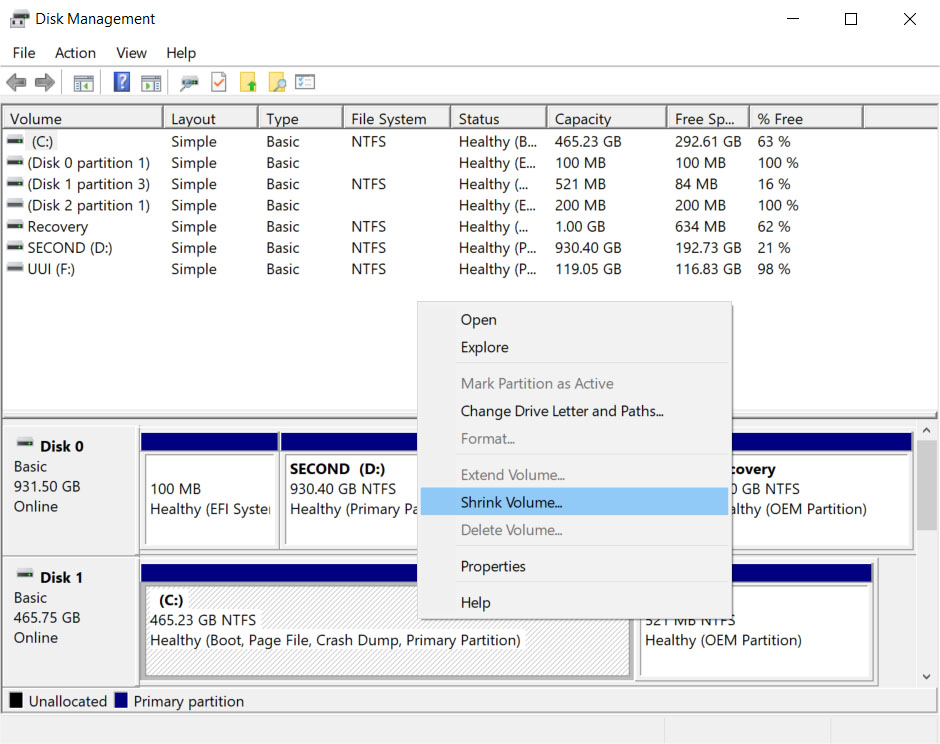 Disk Management
File Action View Help
Volume Layout Type File System Status Capacity Free Sp... % Free
(C:) Simple Basic NTFS Healthy (B... 465.23 GB 292.61 GB 63 %
(Disk 0 partition 1) Simple Basic Healthy (E... 100 MB 100 MB 100 %
(Disk 1 partition 3) Simple Basic NTFS Healthy (... 521 MB 84 MB 16 %
(Disk 2 partition 1) Simple Basic Healthy (E... 200 MB 200 MB 100 %
Recovery Simple Basic NTFS Healthy (... 1.00 GB 634 MB 62 %
SECOND (D:) Simple Basic NTFS Healthy (P... 930.40 GB 192.73 GB 21 %
UUI (F:) Simple Basic NTFS Healthy (P... 119.05 GB 116.83 GB 98 %
Open
Explore
Mark Partition as Active
Change Drive Letter and Paths...
Format...
Extend Volume...
Shrink Volume...
Delete Volume...
Properties
Help
Disk 0
Basic
931.50 GB
Online
100 MB
Healthy (EFI Syste
SECOND (D:)
930.40 GB NTFS
Healthy (Primary Pa
covery
0 GB NTFS
althy (OEM Partition)
Disk 1
Basic
465.75 GB
Online
(C:)
465.23 GB NTFS
Healthy (Boot, Page File, Crash Dump, Primary Partition)
521 MB NTFS
Healthy (OEM Partition)
Unallocated Primary partition